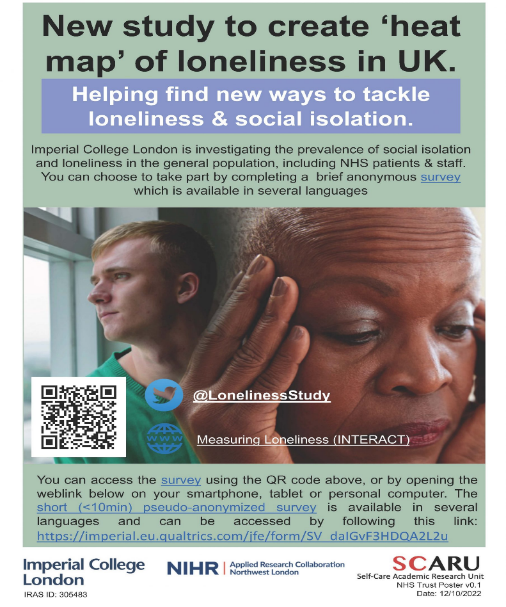 New study to create ‘heat
map’ of loneliness in UK.
Helping find new ways to tackle
loneliness & social isolation.
Imperial College London is investigating the prevalence of social isolation
and loneliness in the general population, including NHS patients & staff.
You can choose to take part by completing a brief anonymous survey
which is available in several languages
@LonelinessStudy
www
Measuring Loneliness (INTERACT)
You can access the survey using the QR code above, or by opening the
weblink below on your smartphone, tablet or personal computer. The
short (<10min) pseudo-anonymized survey is available in several
languages and can be accessed by following this link:
https://imperial.eu.qualtrics.com/jfe/form/SV_daIGvF3HDQA2L2u
Imperial College
London
IRAS ID: 305483
NIHR | Applied Research Collaboration
Northwest London
SCARU
Self-Care Academic Research Unit
NHS Trust Poster v0.1
Date: 12/10/2022